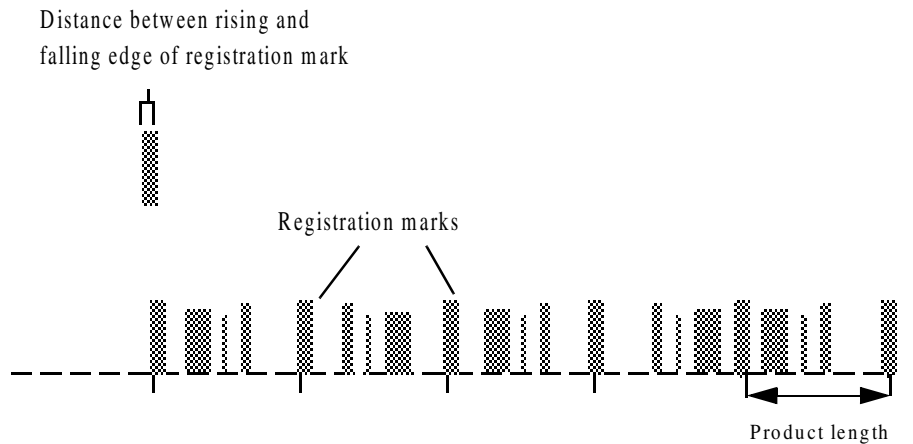 Distance between rising and
falling edge of registration mark
Registration marks
Product length